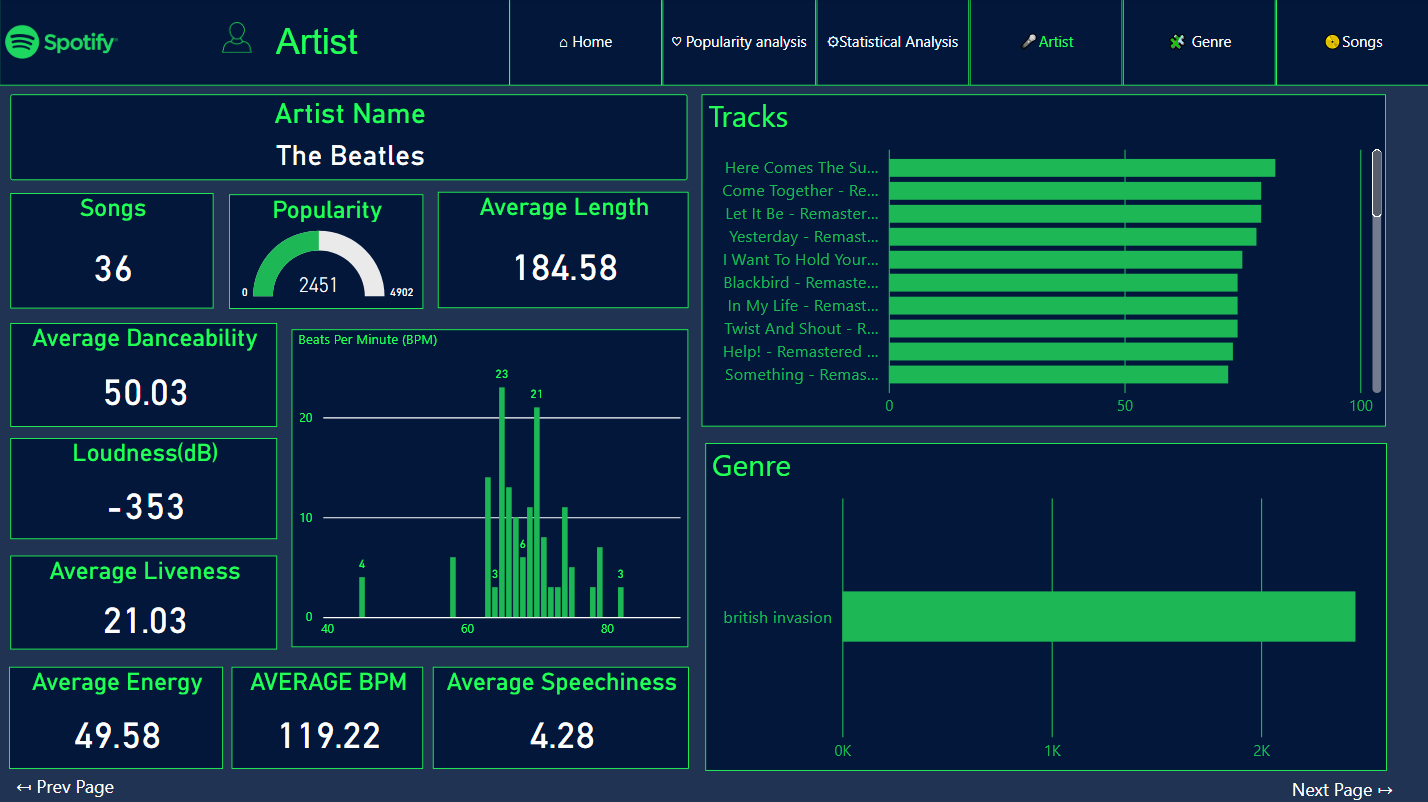 Spotify
Artist
⌂ Home
♡ Popularity analysis
⚙Statistical Analysis
🎤Artist
🧩 Genre
Songs
Artist Name
The Beatles
Songs
36
Popularity
2451
0
4902
Average Length
184.58
Average Danceability
50.03
Loudness(dB)
-353
Average Liveness
21.03
Beats Per Minute (BPM)
23
21
20
10
6
4
3
3
0
40
60
80
Average Energy
49.58
AVERAGE BPM
119.22
Average Speechiness
4.28
Tracks
Here Comes The Su...
Come Together - Re...
Let It Be - Remaster...
Yesterday - Remast...
I Want To Hold Your...
Blackbird - Remaste...
In My Life - Remast...
Twist And Shout - R...
Help! - Remastered ...
Something - Remas...
0
50
100
Genre
british invasion
0K
1K
2K
↤ Prev Page
Next Page ↦